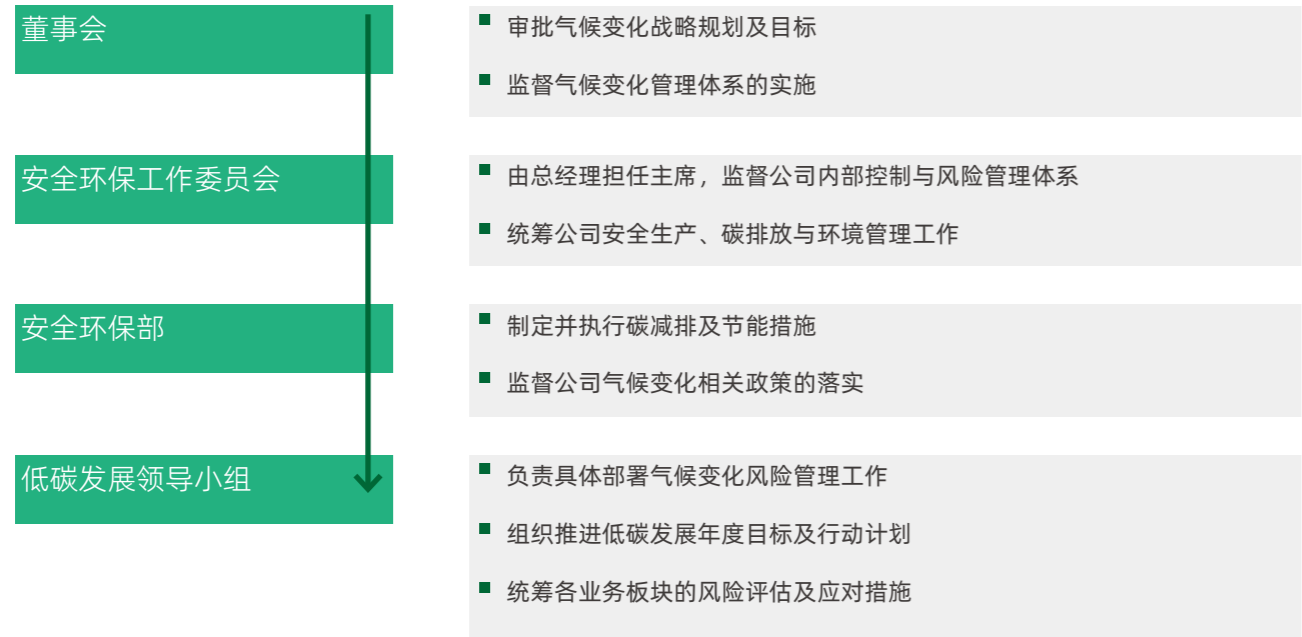 董事会
审批气候变化战略规划及目标
监督气候变化管理体系的实施
安全环保工作委员会
由总经理担任主席，监督公司内部控制与风险管理体系
统筹公司安全生产、碳排放与环境管理工作
安全环保部
制定并执行碳减排及节能措施
监督公司气候变化相关政策的落实
低碳发展领导小组
负责具体部署气候变化风险管理工作
组织推进低碳发展年度目标及行动计划
统筹各业务板块的风险评估及应对措施